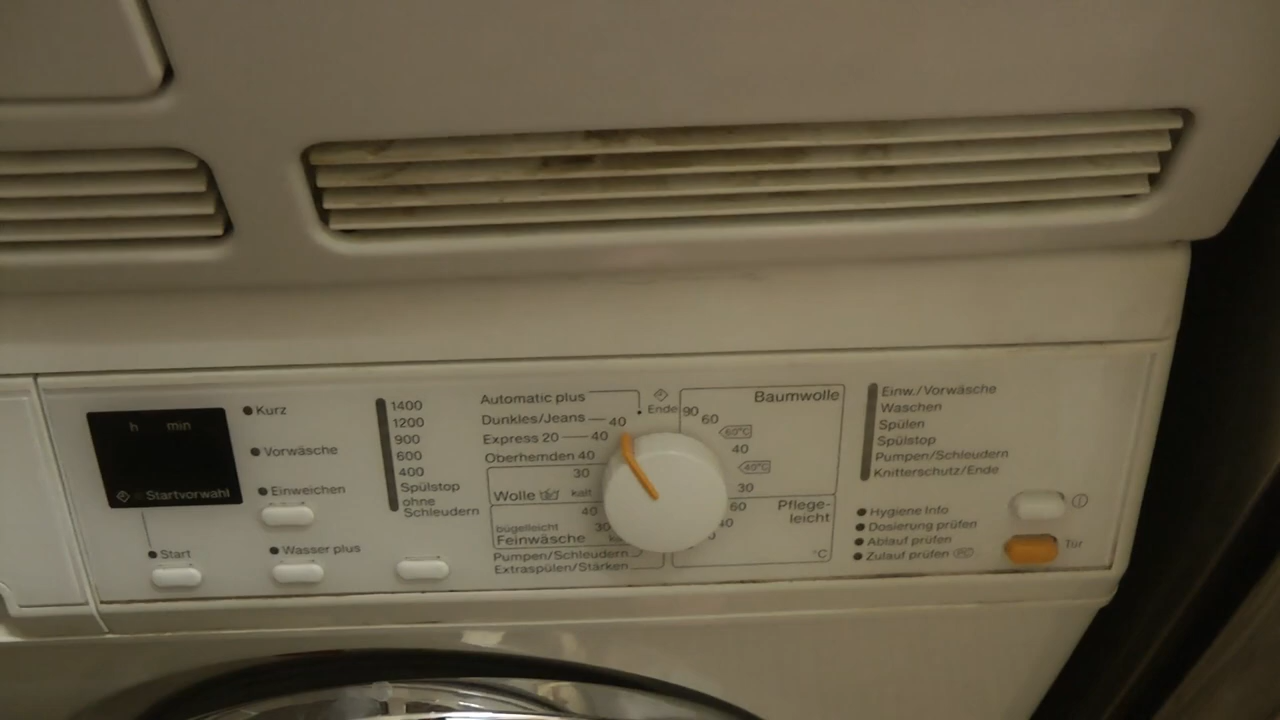 h min
Startvorwahl
Start
Kurz
Vorwäsche
Einweichen
Wasser plus
1400
1200
900
600
400
Spülstop
ohne
Schleudern
Automatic plus
Dunkles/Jeans 40
Express 20 40
Oberhemden 40
30
Wolle kalt
40
bügelleicht 30
Feinwäsche
Pumpen/Schleudern
Extraspülen/Stärken
Ende
Baumwolle
90
60
60°C
40
40°C
30
Pflege-
leicht
60
40
°C
Einw./Vorwäsche
Waschen
Spülen
Spülstop
Pumpen/Schleudern
Knitterschutz/Ende
Hygiene Info
Dosierung prüfen
Ablauf prüfen
Zulauf prüfen PC
Tür